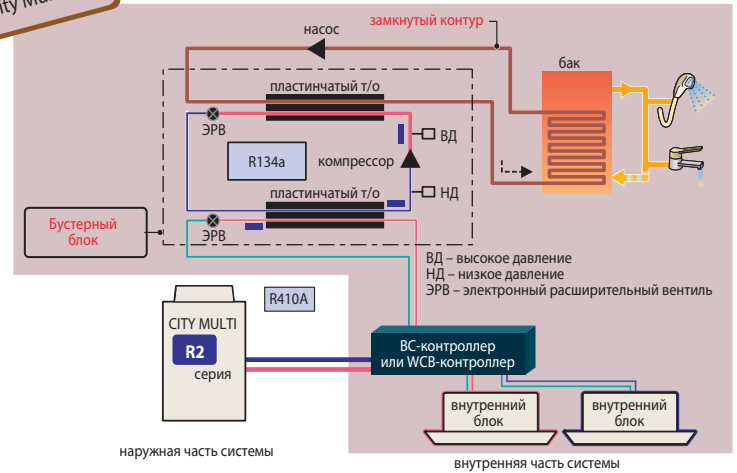 насос
замкнутый контур
бак
пластинчатый т/о
ЭРВ
ВД
R134a
компрессор
пластинчатый т/о
НД
Бустерный
блок
ЭРВ
ВД – высокое давление
НД – низкое давление
ЭРВ – электронный расширительный вентиль
R410A
CITY MULTI
R2
серия
BC-контроллер
или WCB-контроллер
внутренний
блок
внутренний
блок
наружная часть системы
внутренняя часть системы